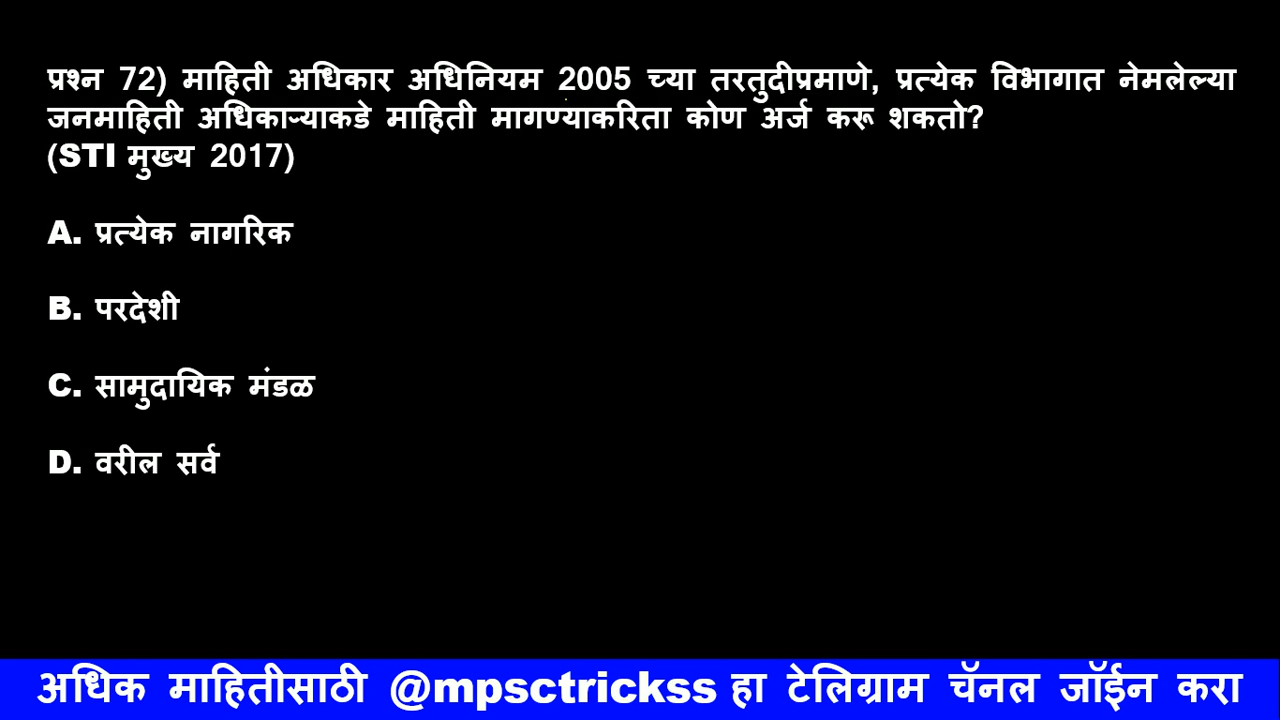 प्रश्न 72) माहिती अधिकार अधिनियम 2005 च्या तरतुदीप्रमाणे, प्रत्येक विभागात नेमलेल्या
जनमाहिती अधिकाऱ्याकडे माहिती मागण्याकरिता कोण अर्ज करू शकतो?
(STI मुख्य 2017)
A. प्रत्येक नागरिक
B. परदेशी
C. सामुदायिक मंडळ
D. वरील सर्व
अधिक माहितीसाठी @mpsctrickss हा टेलिग्राम चॅनल जॉईन करा